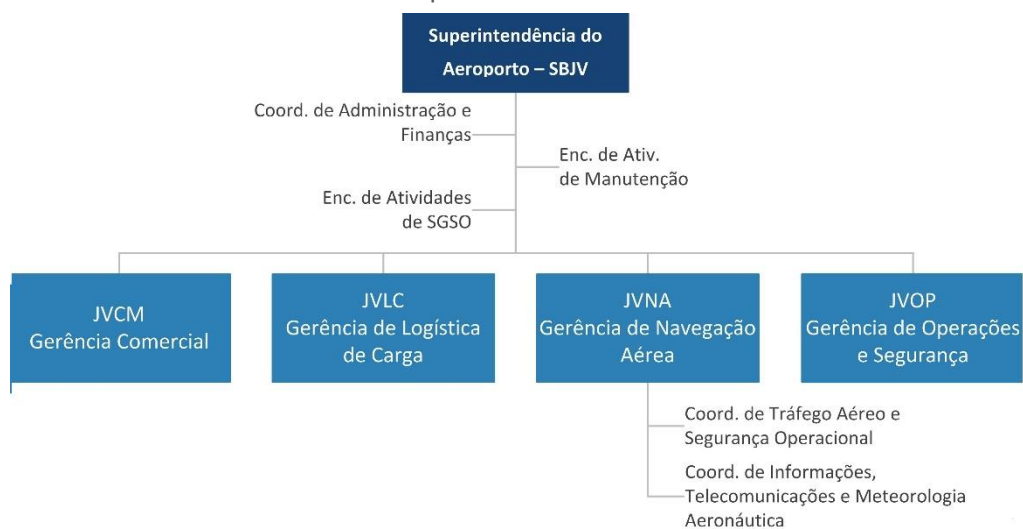 Superintendência do
Aeroporto – SBJV
Coord. de Administração e
Finanças
Enc. de Ativ.
de Manutenção
Enc. de Atividades
de SGSO
JVCM
Gerência Comercial
JVLC
Gerência de Logística
de Carga
JVNA
Gerência de Navegação
Aérea
JVOP
Gerência de Operações
e Segurança
Coord. de Tráfego Aéreo e
Segurança Operacional
Coord. de Informações,
Telecomunicações e Meteorologia
Aeronáutica